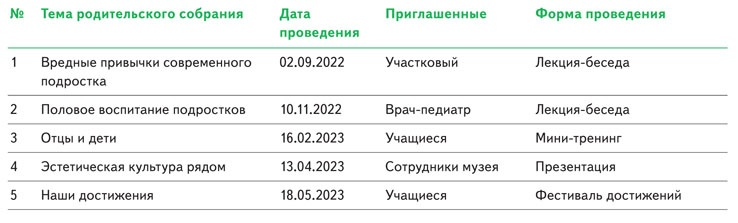 № Тема родительского собрания Дата проведения Приглашенные Форма проведения
1 Вредные привычки современного подростка 02.09.2022 Участковый Лекция-беседа
2 Половое воспитание подростков 10.11.2022 Врач-педиатр Лекция-беседа
3 Отцы и дети 16.02.2023 Учащиеся Мини-тренинг
4 Эстетическая культура рядом 13.04.2023 Сотрудники музея Презентация
5 Наши достижения 18.05.2023 Учащиеся Фестиваль достижений